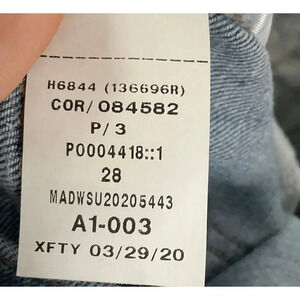 H6844 (136696R)
COR/084582
P/3
P0004418::1
28
MADWSU20205443
A1-003
XFTY 03/29/20